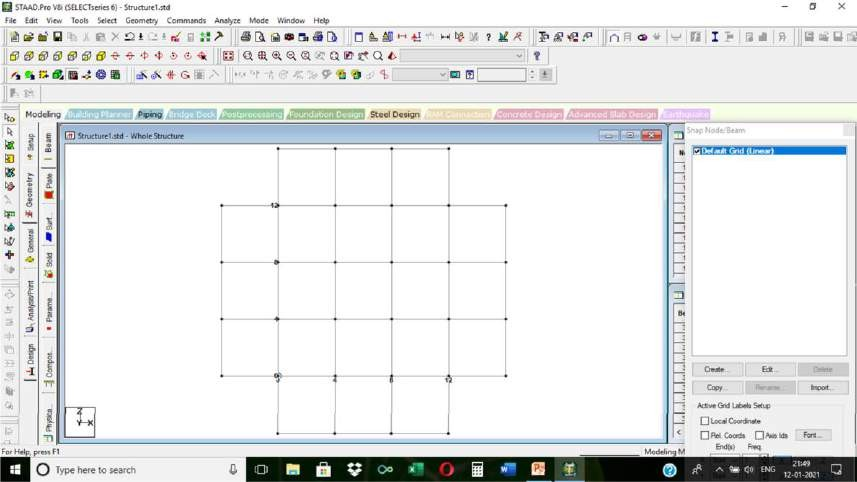 STAAD.Pro V8i (SELECTseries 6) - Structure1.std
File Edit View Tools Select Geometry Commands Analyze Mode Window Help
Modeling Building Planner Piping Bridge Deck Postprocessing Foundation Design Steel Design RAM Connection Concrete Design Advanced Slab Design Earthquake
Structure1.std - Whole Structure
Snap Node/Beam
Default Grid (Linear)
Setup
Geometry
General
Analysis/Print
Design
Beam
Plate
Surf...
Solid
Parame...
Compos...
Physica...
12
8
4
4
8
12
Z
Y X
Create...
Edit...
Delete
Copy...
Rename...
Import...
Active Grid Labels Setup
Local Coordinate
Rel. Coords
Axis Ids
Font...
Start (No)
For Help, press F1
Modeling M
Type here to search
ENG
21:49
12-01-2021